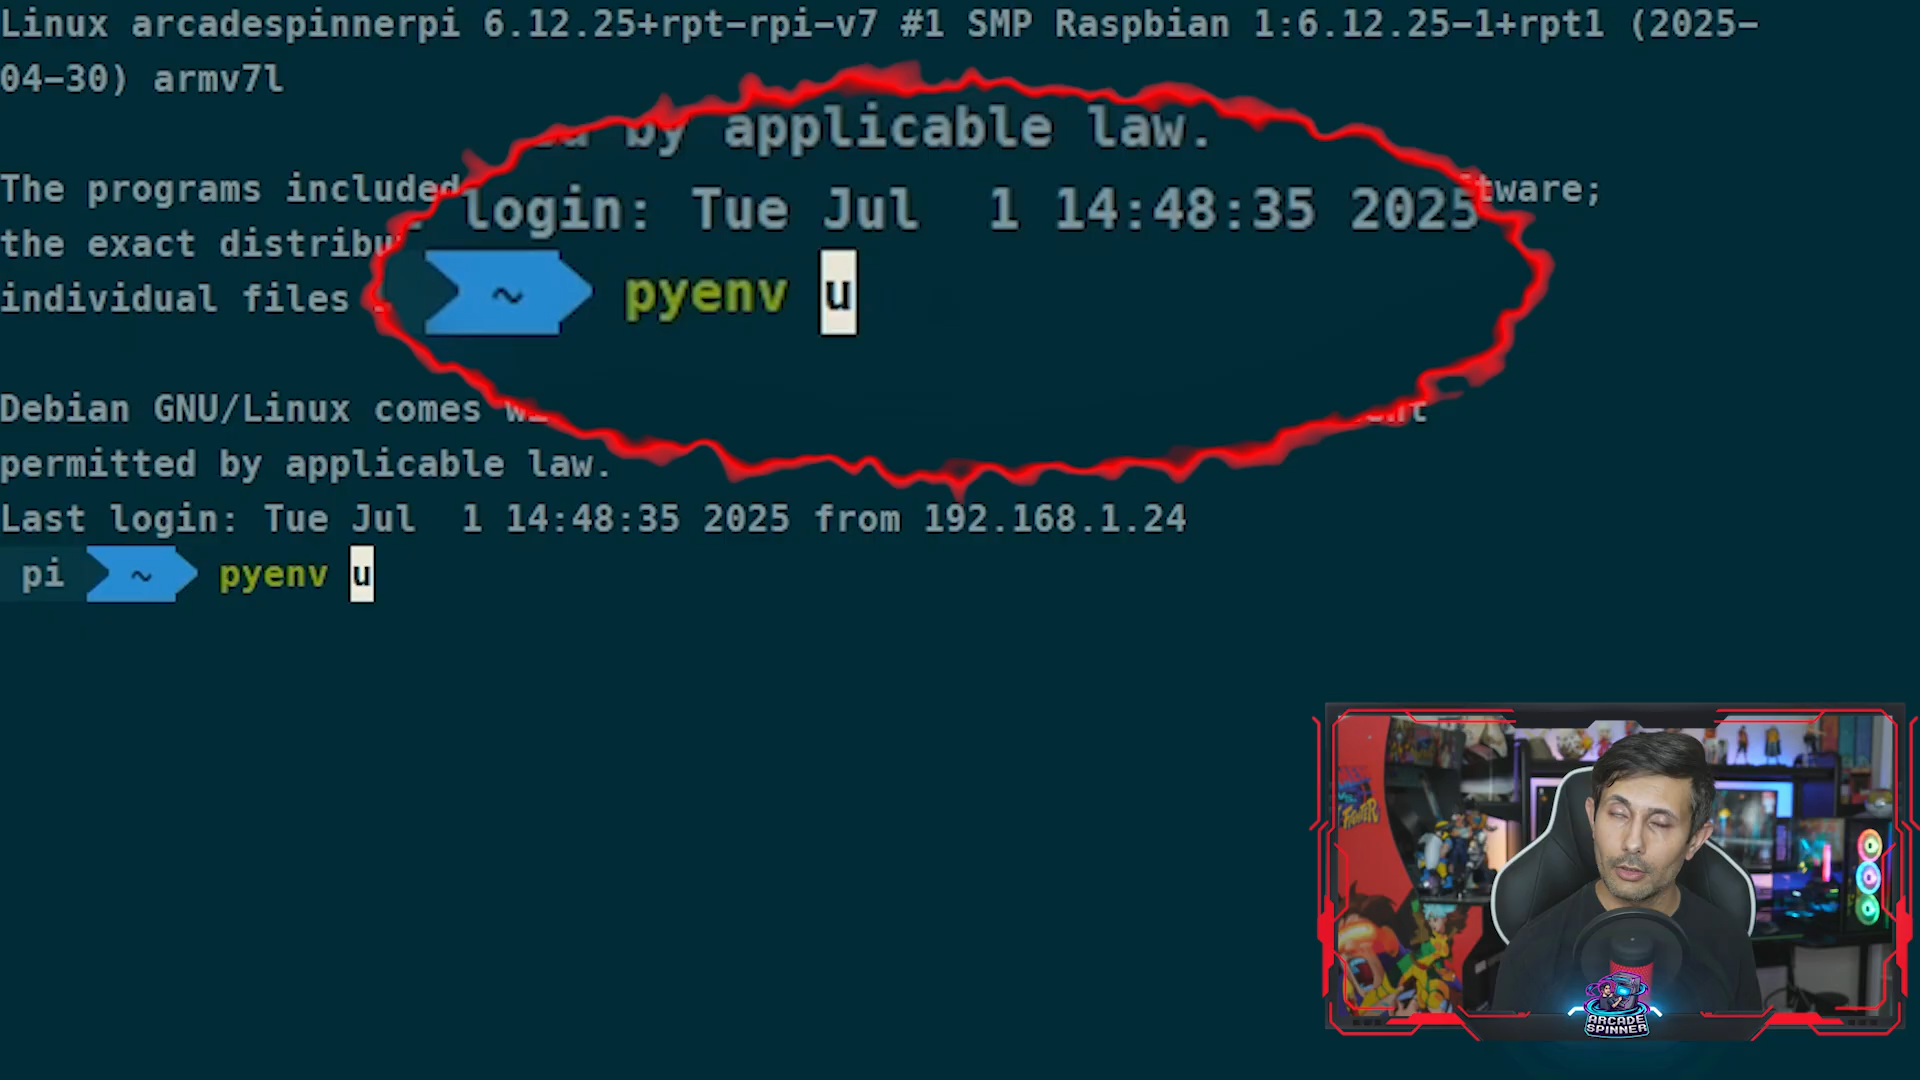 Linux arcadespinnerpi 6.12.25+rpt-rpi-v7 #1 SMP Raspbian 1:6.12.25-1+rpt1 (2025-
04-30) armv7l
by applicable law.
login: Tue Jul  1 14:48:35 2025
~ pyenv u
The programs included tware;
the exact distribu
individual files
Debian GNU/Linux comes
permitted by applicable law.
Last login: Tue Jul  1 14:48:35 2025 from 192.168.1.24
pi ~ pyenv u
FIGHTER
ARCADE
SPINNER